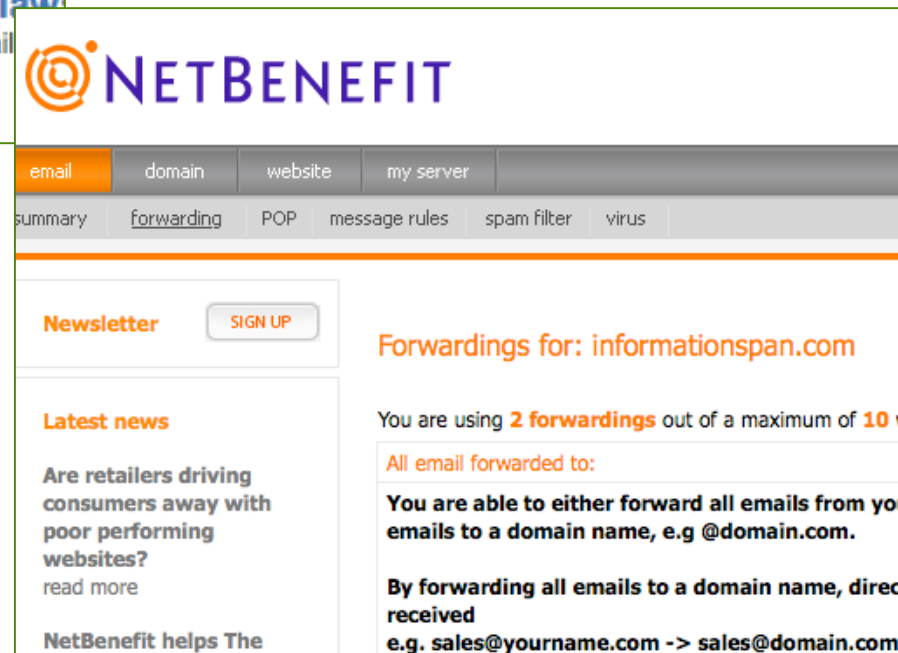 NETBENEFIT
email domain website my server
summary forwarding POP message rules spam filter virus
Newsletter SIGN UP
Latest news
Are retailers driving
consumers away with
poor performing
websites?
read more
NetBenefit helps The
Forwardings for: informationspan.com
You are using 2 forwardings out of a maximum of 10
All email forwarded to:
You are able to either forward all emails from
emails to a domain name, e.g @domain.com.
By forwarding all emails to a domain name,
received
e.g. sales@yourname.com -> sales@domain.com